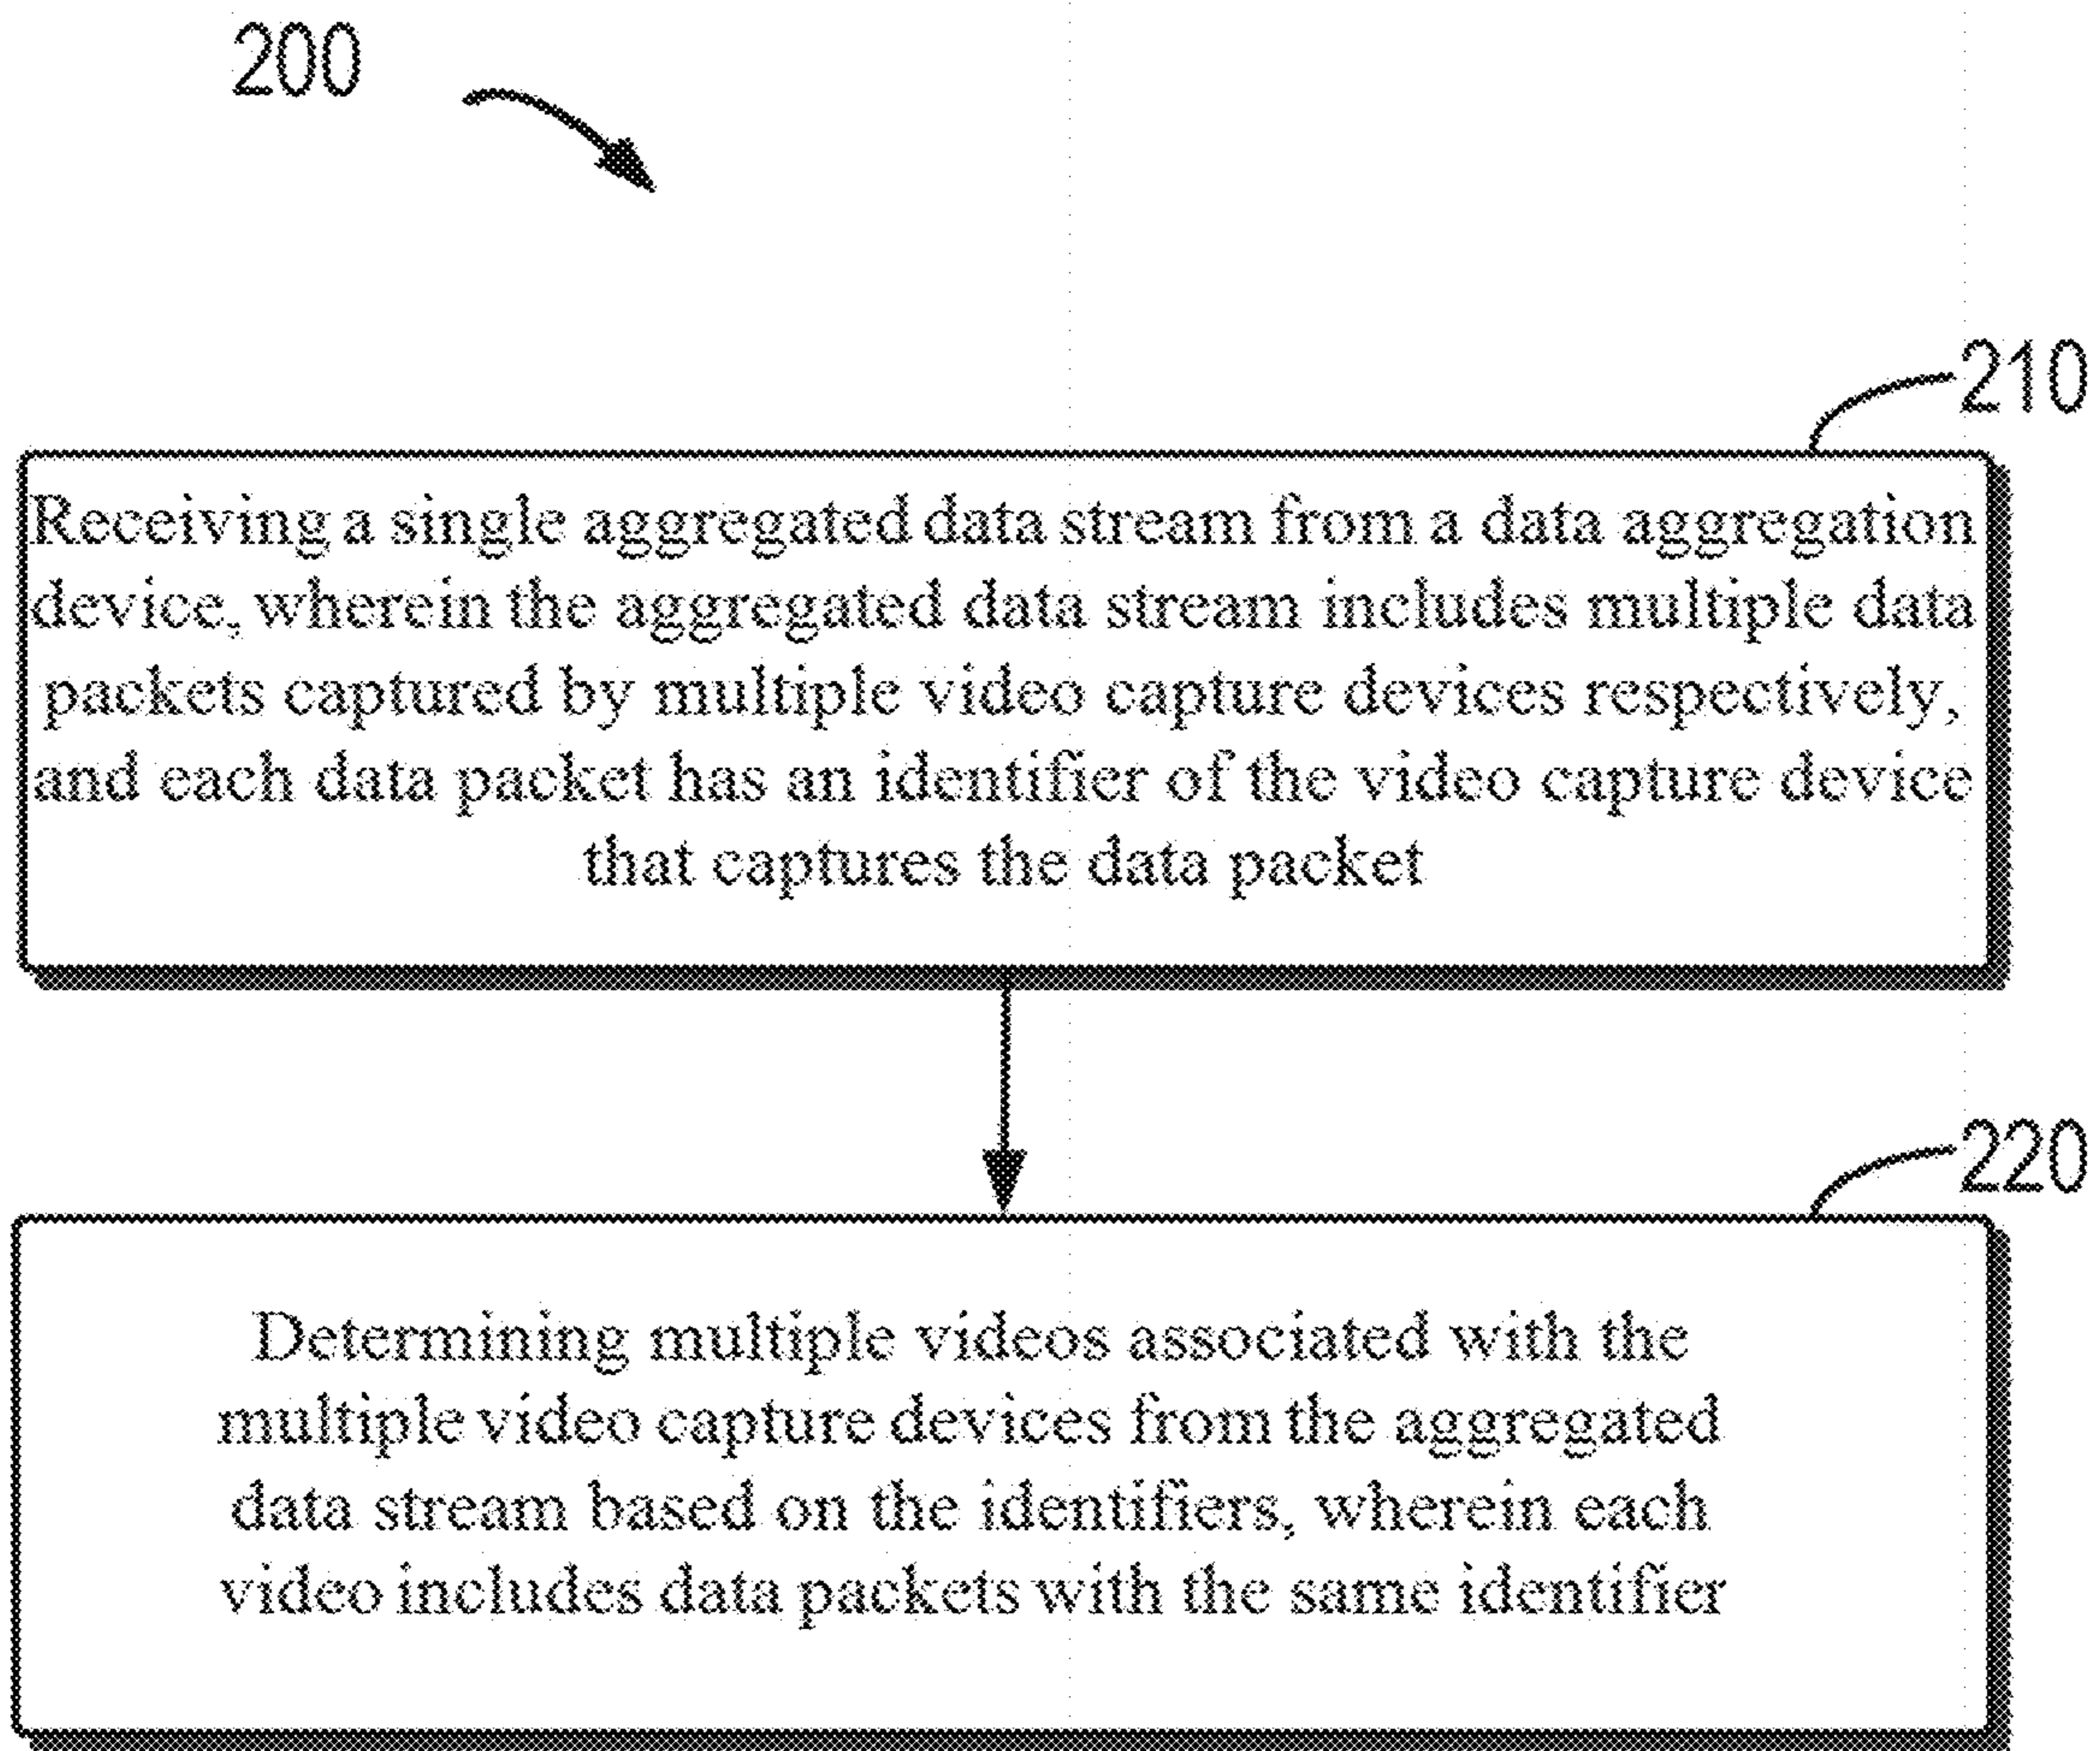 200
210
Receiving a single aggregated data stream from a data aggregation
device, wherein the aggregated data stream includes multiple data
packets captured by multiple video capture devices respectively,
and each data packet has an identifier of the video capture device
that captures the data packet
220
Determining multiple videos associated with the
multiple video capture devices from the aggregated
data stream based on the identifiers, wherein each
video includes data packets with the same identifier